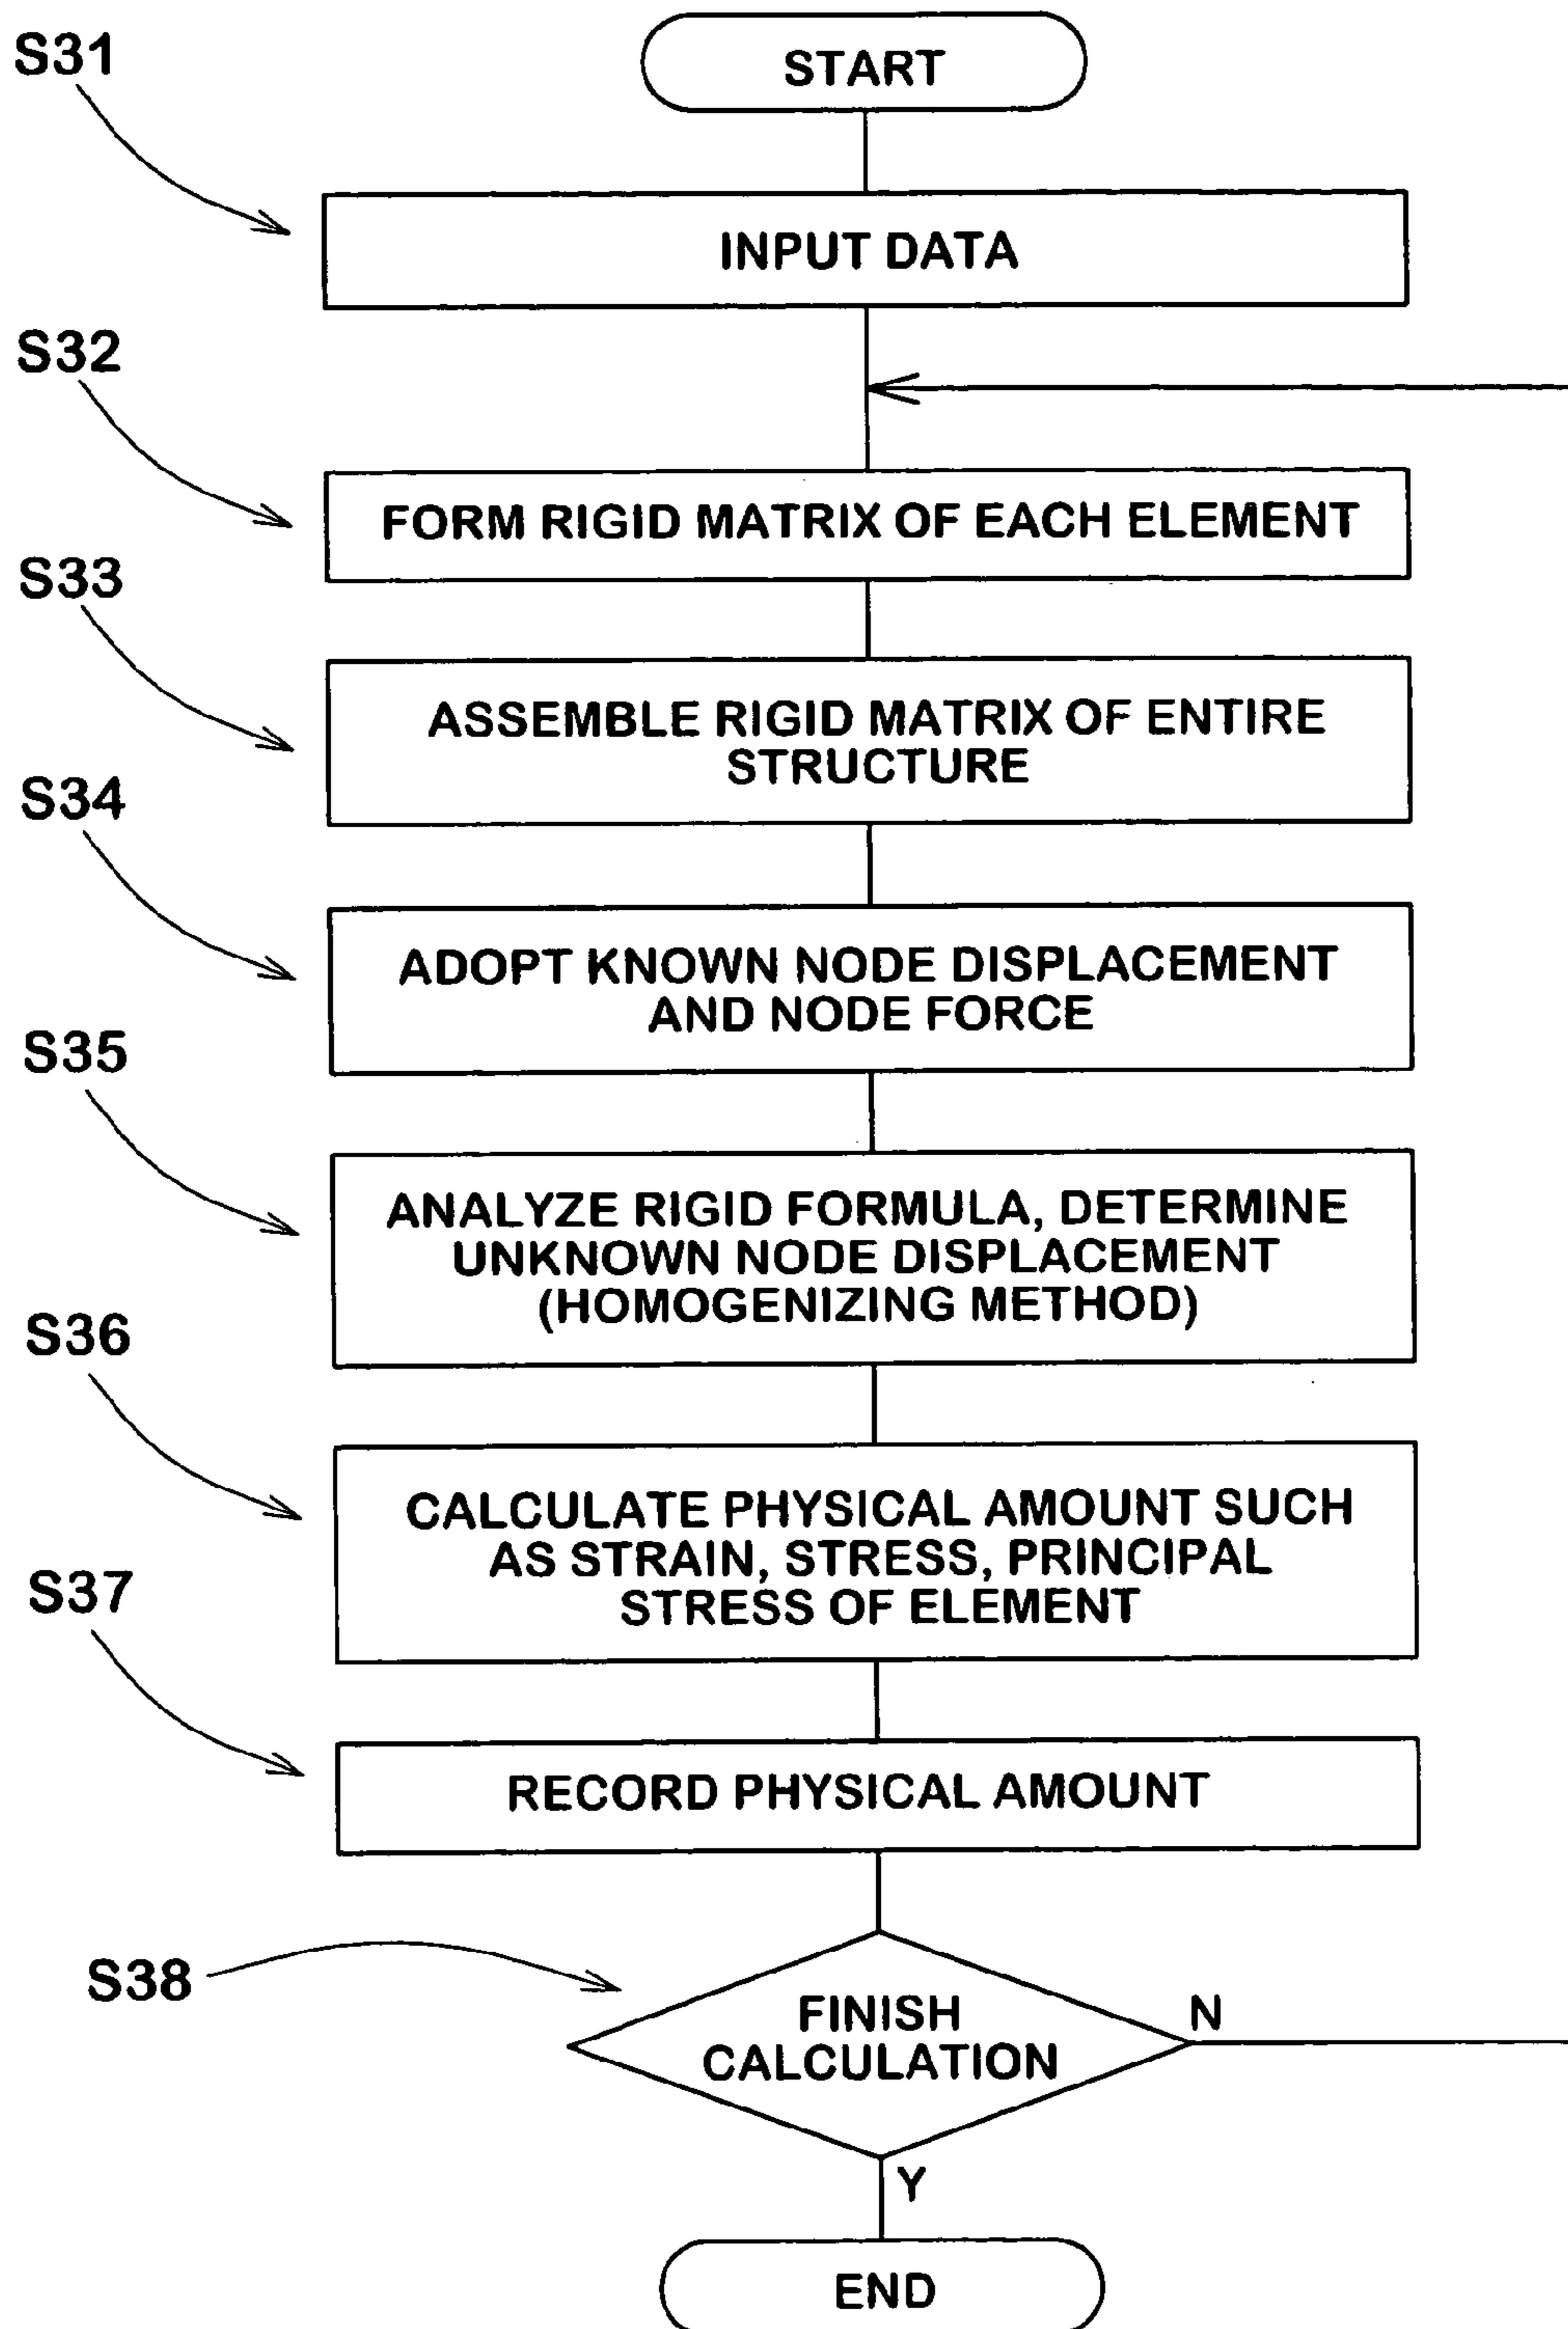 START
S31
INPUT DATA
S32
FORM RIGID MATRIX OF EACH ELEMENT
S33
ASSEMBLE RIGID MATRIX OF ENTIRE
STRUCTURE
S34
ADOPT KNOWN NODE DISPLACEMENT
AND NODE FORCE
S35
ANALYZE RIGID FORMULA, DETERMINE
UNKNOWN NODE DISPLACEMENT
(HOMOGENIZING METHOD)
S36
CALCULATE PHYSICAL AMOUNT SUCH
AS STRAIN, STRESS, PRINCIPAL
STRESS OF ELEMENT
S37
RECORD PHYSICAL AMOUNT
S38
FINISH
CALCULATION
N
Y
END